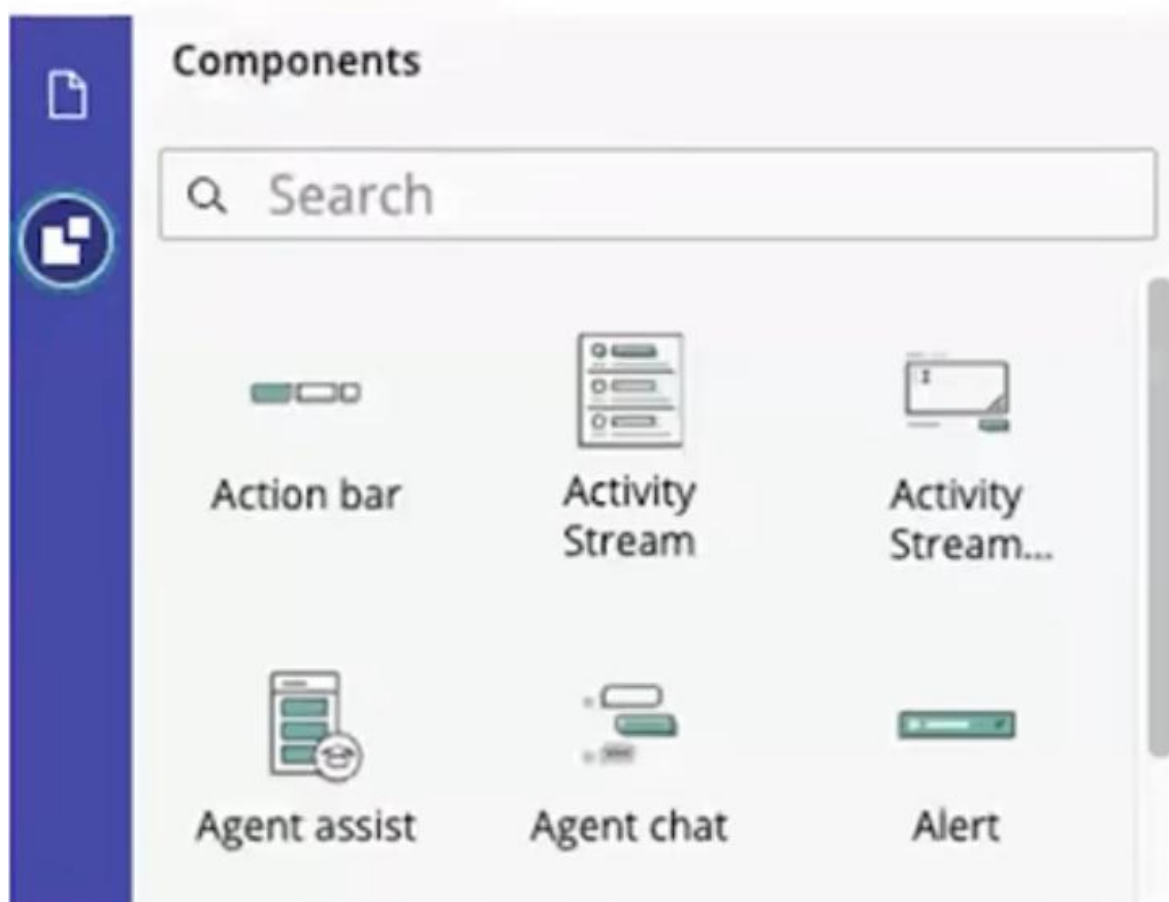 Components
Search
Action bar
Activity
Stream
Activity
Stream...
Agent assist
Agent chat
Alert